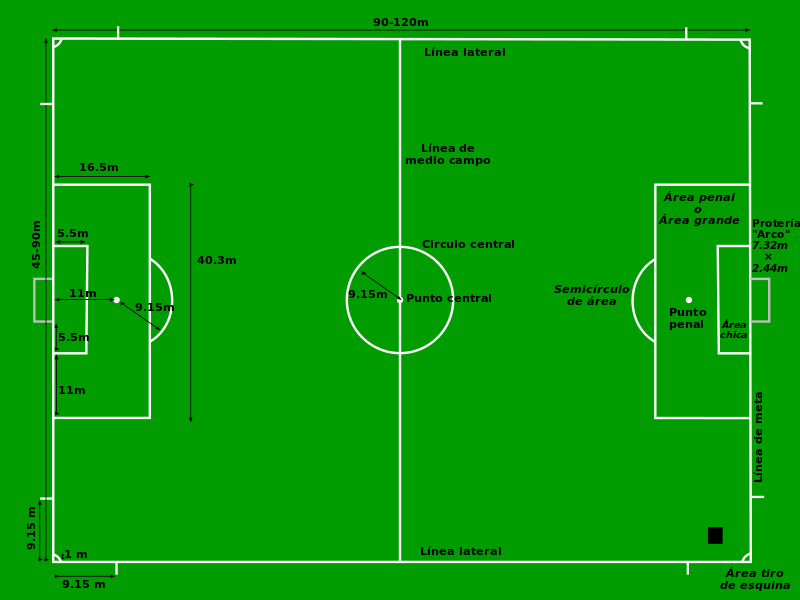 90-120m
Línea lateral
Línea de
medio campo
16.5m
Área penal
o
Área grande
Protería
"Arco"
7.32m
×
2.44m
5.5m
45-90m
40.3m
Circulo central
11m
9.15m
9.15m
Punto central
Semicírculo
de área
Punto
penal
Área
chica
5.5m
11m
Línea de meta
9.15 m
1 m
9.15 m
Línea lateral
Área tiro
de esquina